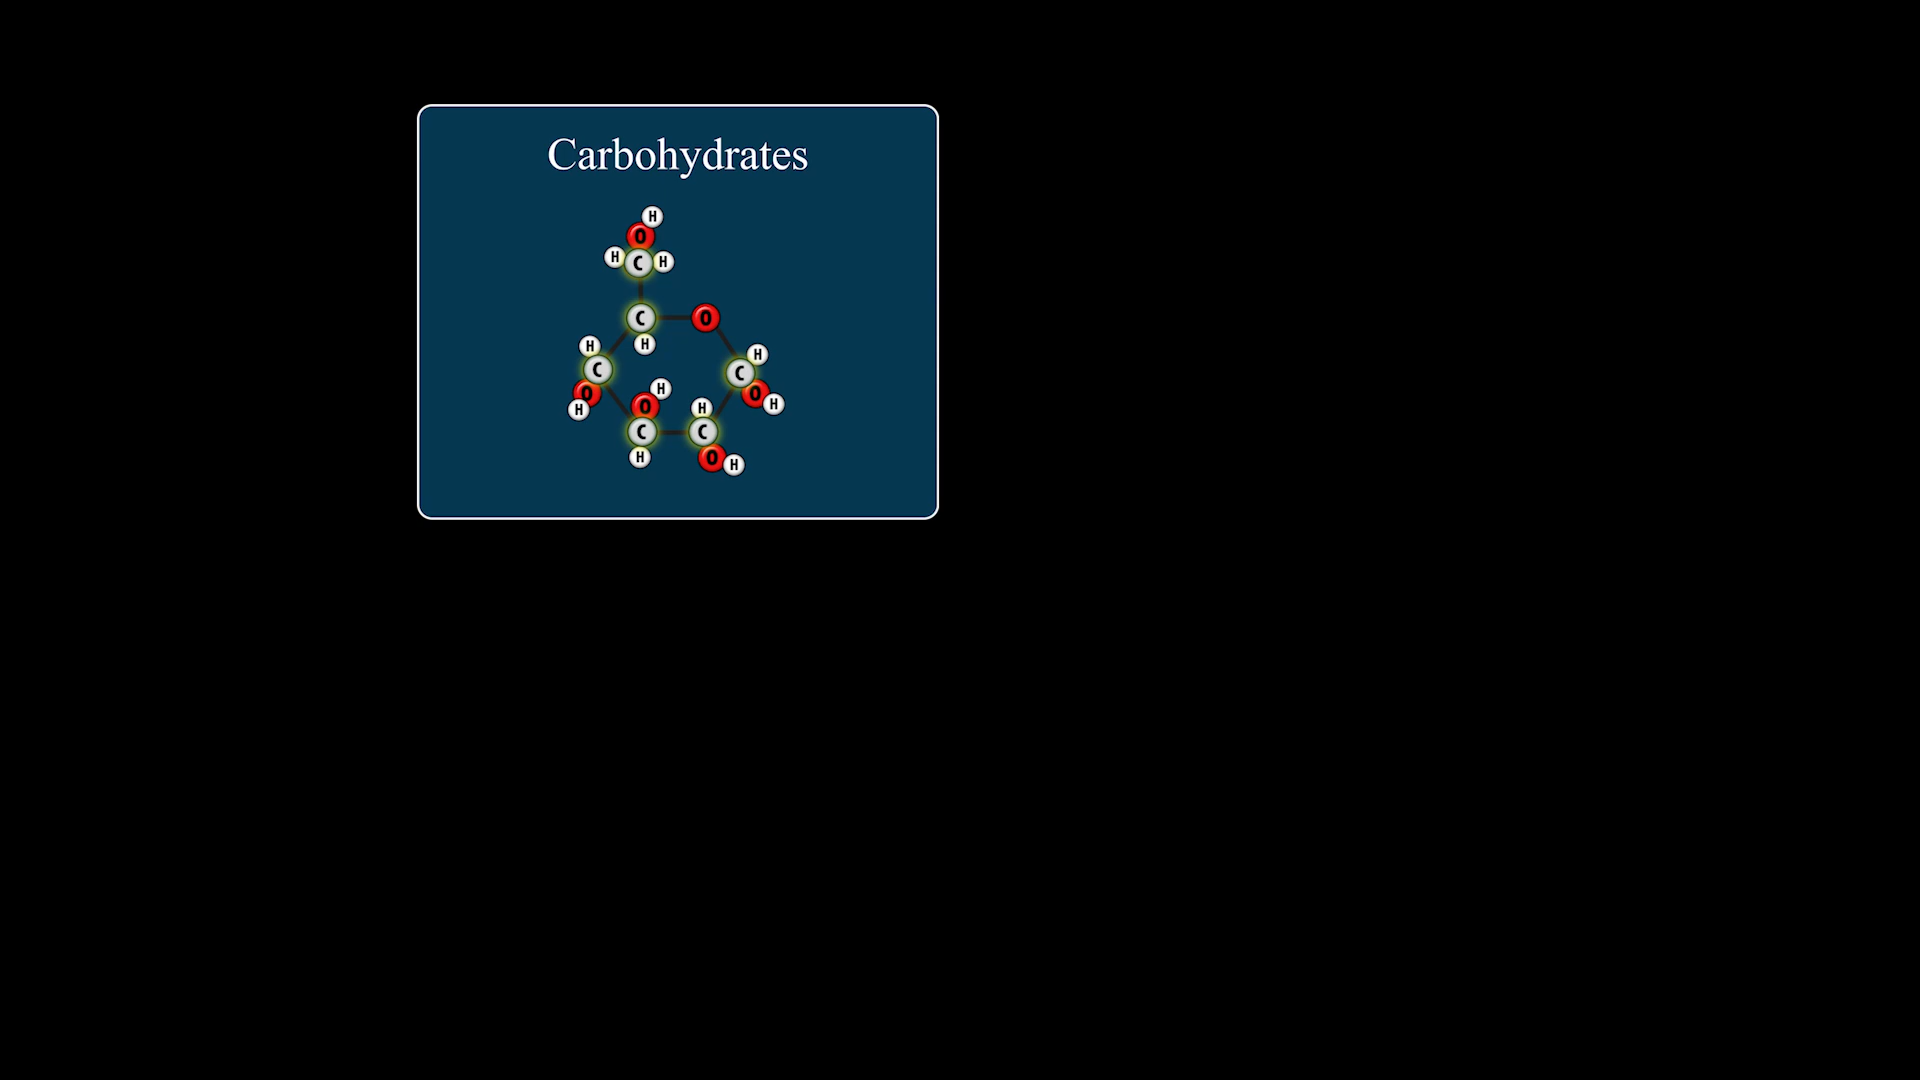 Carbohydrates
H
O
H C H
C O
H
H H
C C
H O O
O H H
H
C C
H O H